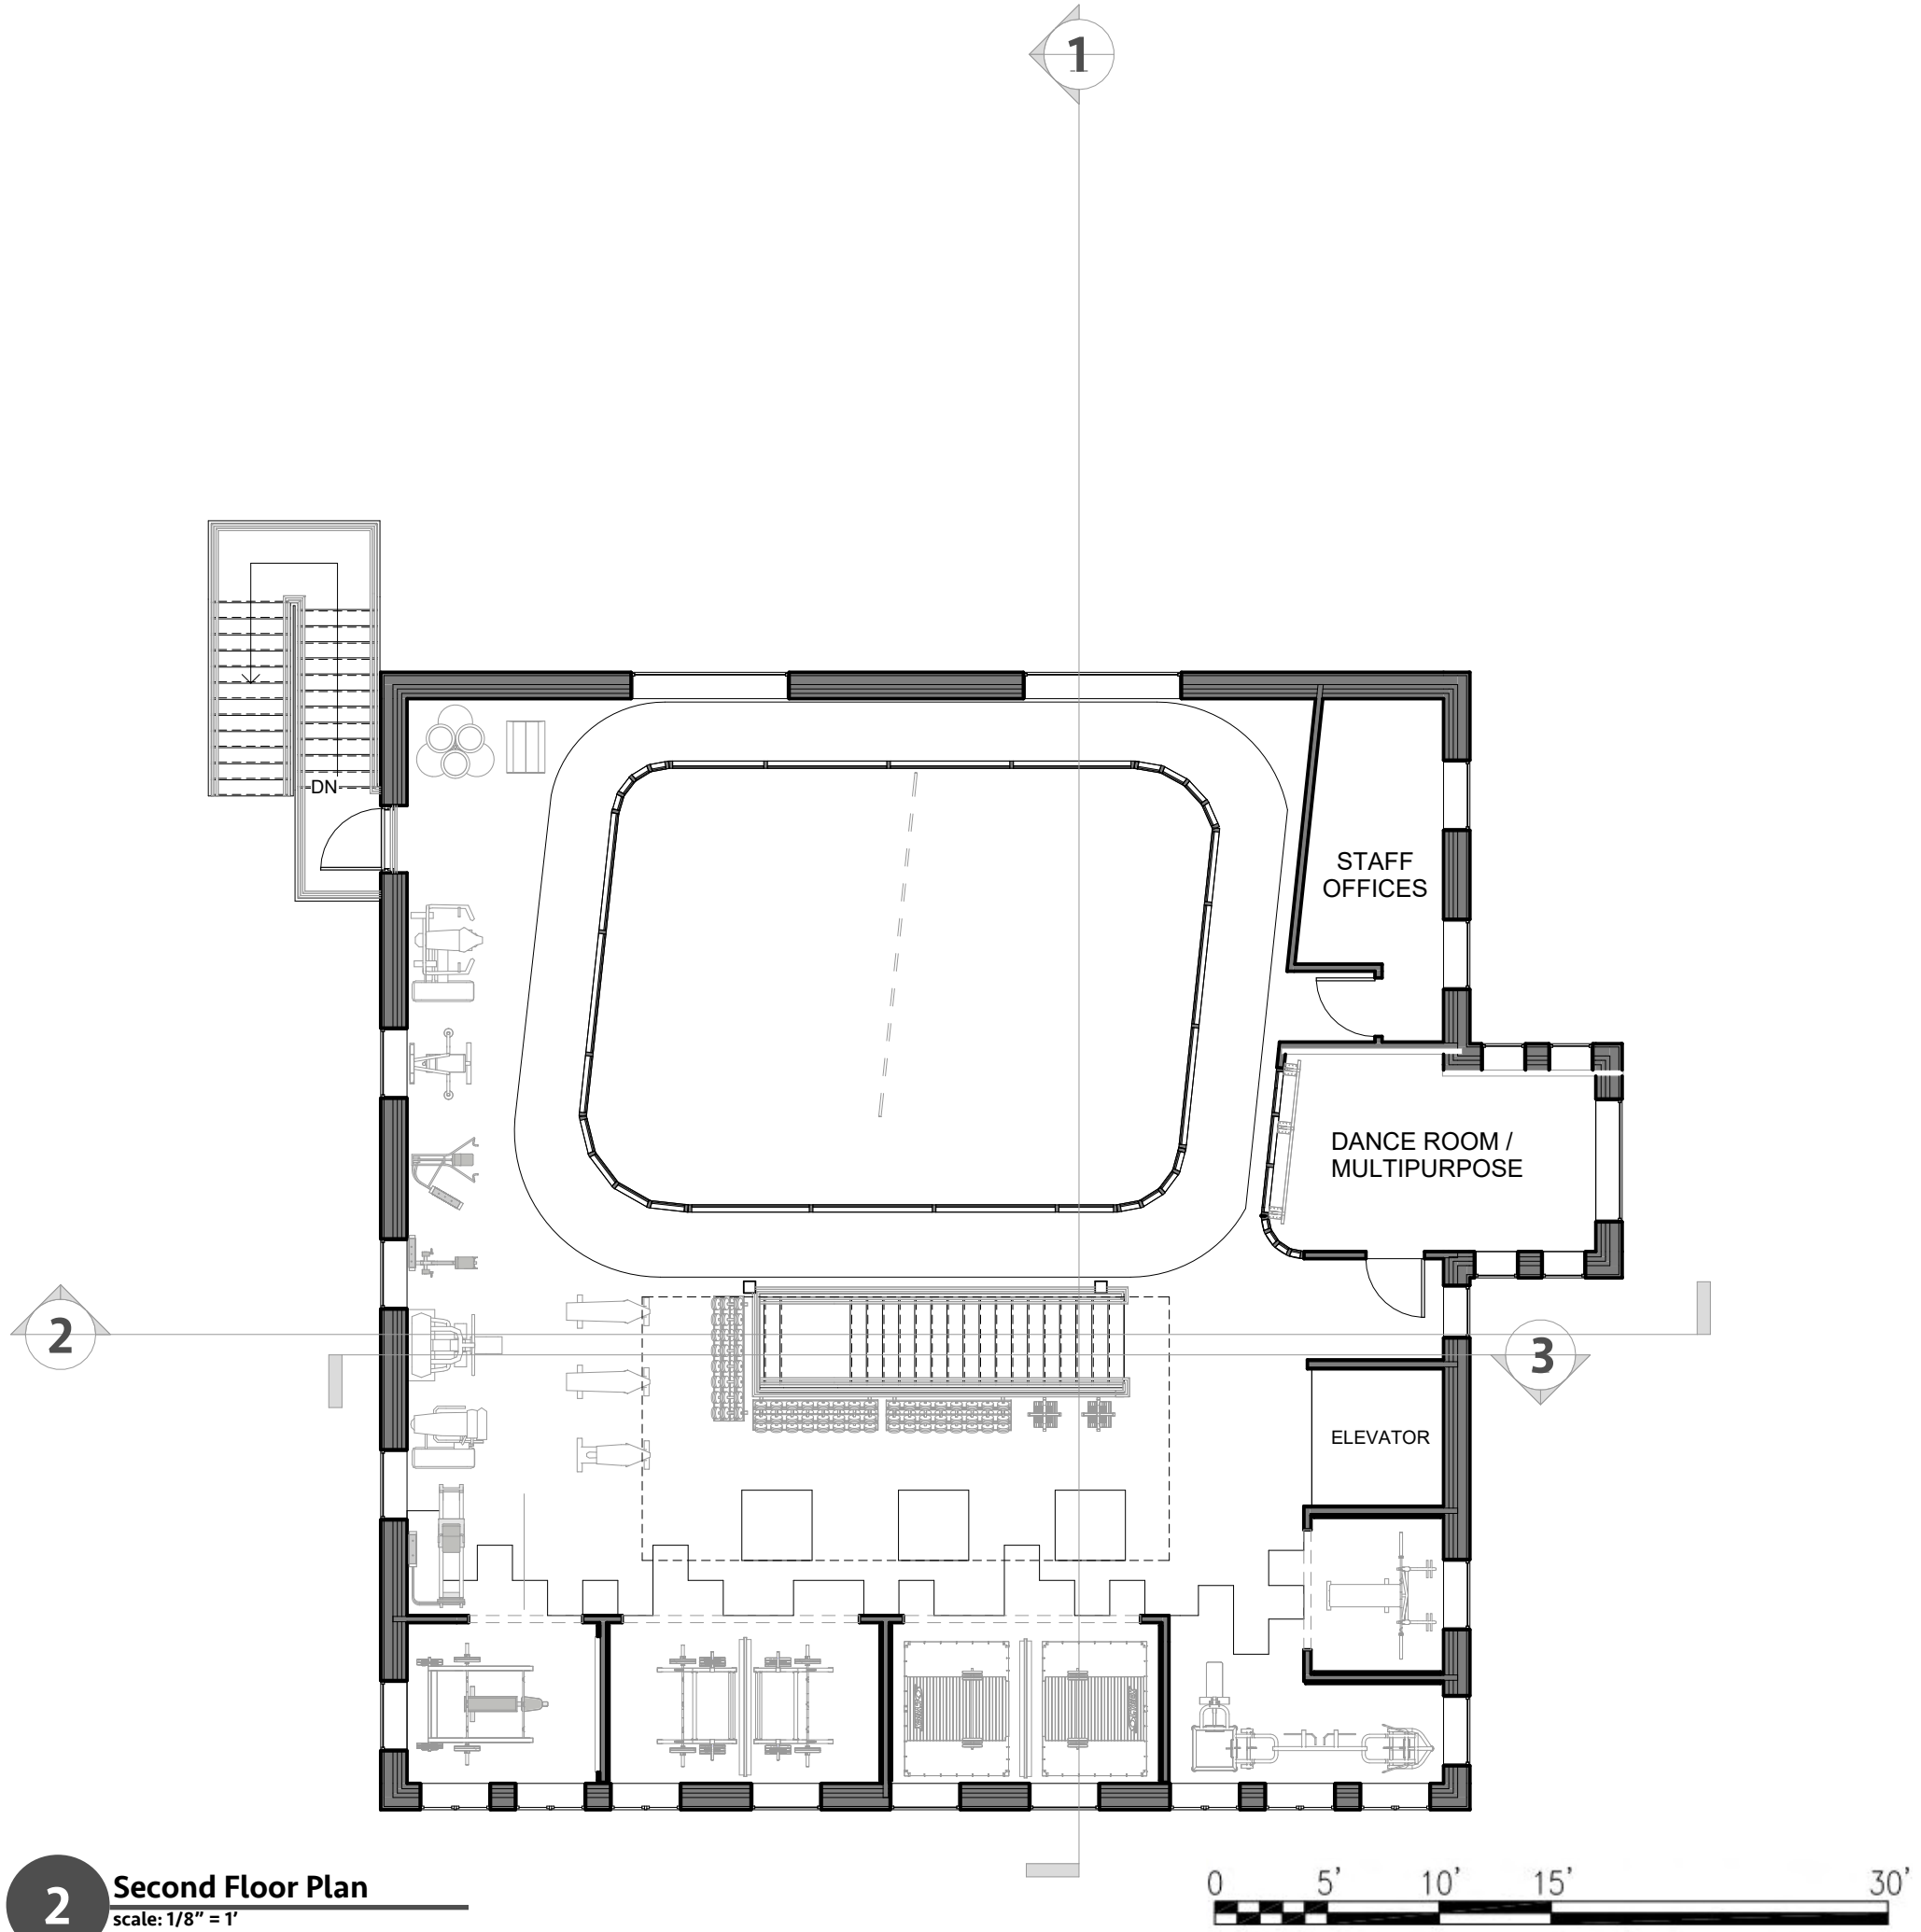 1
DN
STAFF
OFFICES
DANCE ROOM /
MULTIPURPOSE
2
3
ELEVATOR
2
Second Floor Plan
scale: 1/8" = 1'
0 5' 10' 15' 30'